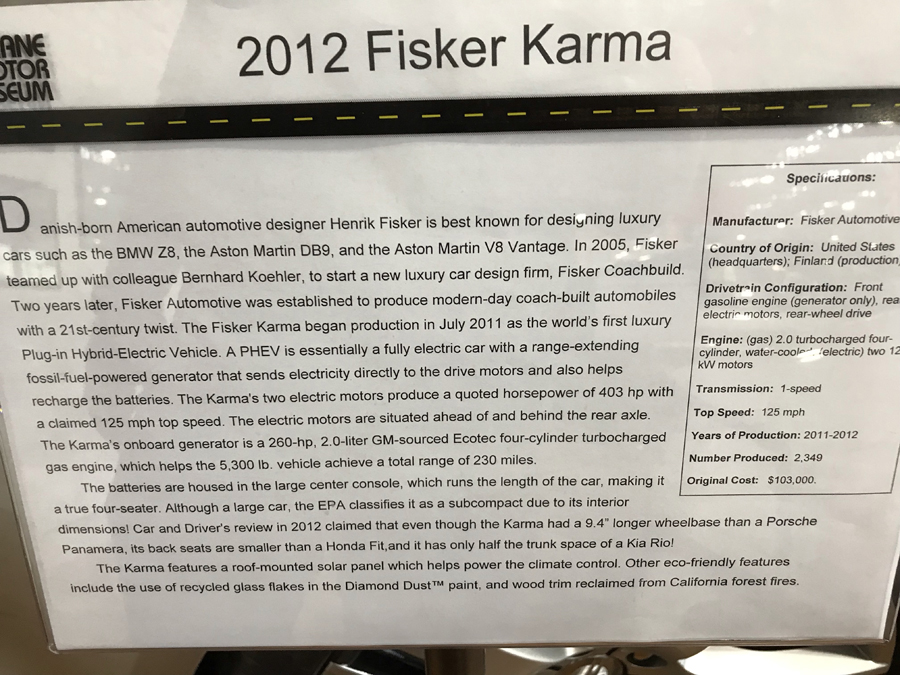 ANE
OTOR
SEUM
2012 Fisker Karma
Danish-born American automotive designer Henrik Fisker is best known for designing luxury
cars such as the BMW Z8, the Aston Martin DB9, and the Aston Martin V8 Vantage. In 2005, Fisker
teamed up with colleague Bernhard Koehler, to start a new luxury car design firm, Fisker Coachbuild.
Two years later, Fisker Automotive was established to produce modern-day coach-built automobiles
with a 21st-century twist. The Fisker Karma began production in July 2011 as the world's first luxury
Plug-in Hybrid-Electric Vehicle. A PHEV is essentially a fully electric car with a range-extending
fossil-fuel-powered generator that sends electricity directly to the drive motors and also helps
recharge the batteries. The Karma's two electric motors produce a quoted horsepower of 403 hp with
a claimed 125 mph top speed. The electric motors are situated ahead of and behind the rear axle.
The Karma's onboard generator is a 260-hp, 2.0-liter GM-sourced Ecotec four-cylinder turbocharged
gas engine, which helps the 5,300 lb. vehicle achieve a total range of 230 miles.
The batteries are housed in the large center console, which runs the length of the car, making it
a true four-seater. Although a large car, the EPA classifies it as a subcompact due to its interior
dimensions! Car and Driver's review in 2012 claimed that even though the Karma had a 9.4" longer wheelbase than a Porsche
Panamera, its back seats are smaller than a Honda Fit,and it has only half the trunk space of a Kia Rio!
The Karma features a roof-mounted solar panel which helps power the climate control. Other eco-friendly features
include the use of recycled glass flakes in the Diamond Dust™ paint, and wood trim reclaimed from California forest fires.
Specifications:
Manufacturer: Fisker Automotive
Country of Origin: United States
(headquarters); Finland (production
Drivetrain Configuration: Front
gasoline engine (generator only), rea
electric motors, rear-wheel drive
Engine: (gas) 2.0 turbocharged four-
cylinder, water-cooled, (electric) two 12
kW motors
Transmission: 1-speed
Top Speed: 125 mph
Years of Production: 2011-2012
Number Produced: 2,349
Original Cost: $103,000.